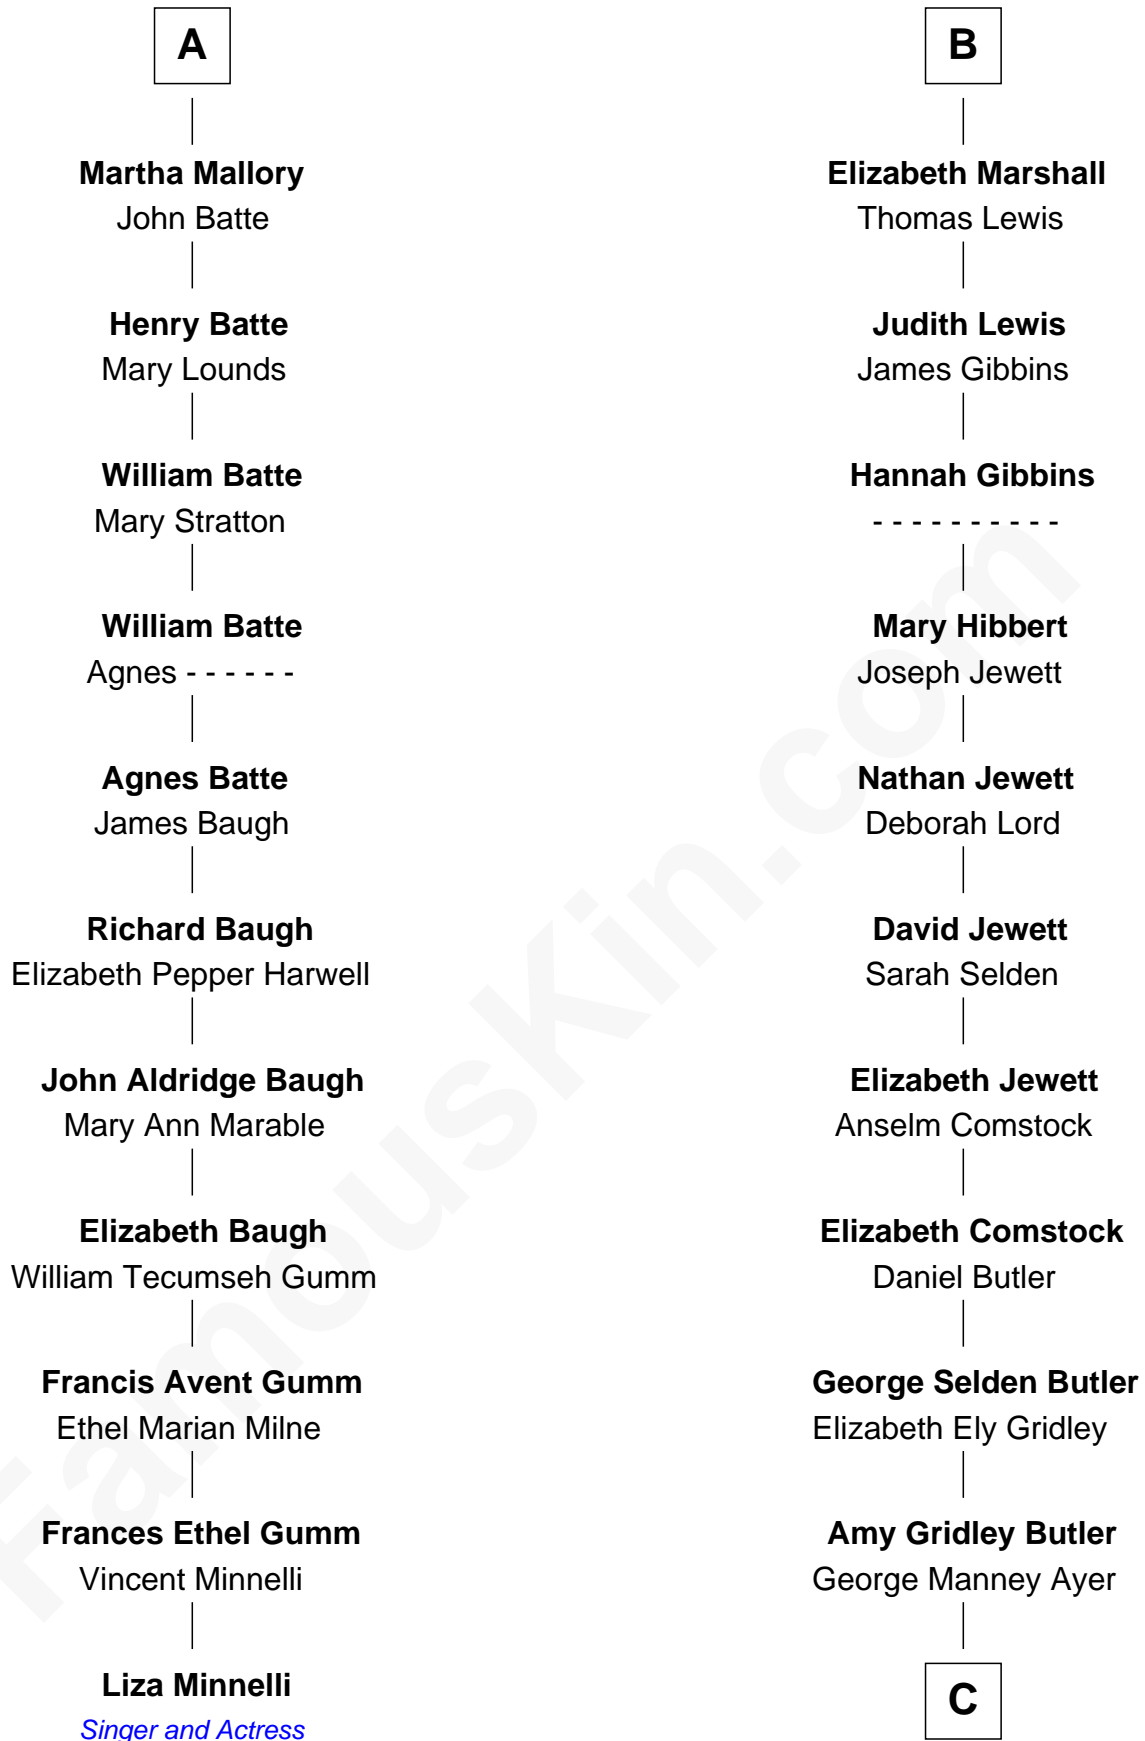 A
Martha Mallory
John Batte
Henry Batte
Mary Lounds
William Batte
Mary Stratton
William Batte
Agnes - - - - - -
Agnes Batte
James Baugh
Richard Baugh
Elizabeth Pepper Harwell
John Aldridge Baugh
Mary Ann Marable
Elizabeth Baugh
William Tecumseh Gumm
Francis Avent Gumm
Ethel Marian Milne
Frances Ethel Gumm
Vincent Minnelli
Liza Minnelli
Singer and Actress
B
Elizabeth Marshall
Thomas Lewis
Judith Lewis
James Gibbins
Hannah Gibbins
- - - - - - - - - -
Mary Hibbert
Joseph Jewett
Nathan Jewett
Deborah Lord
David Jewett
Sarah Selden
Elizabeth Jewett
Anselm Comstock
Elizabeth Comstock
Daniel Butler
George Selden Butler
Elizabeth Ely Gridley
Amy Gridley Butler
George Manney Ayer
C
FamousKin.com